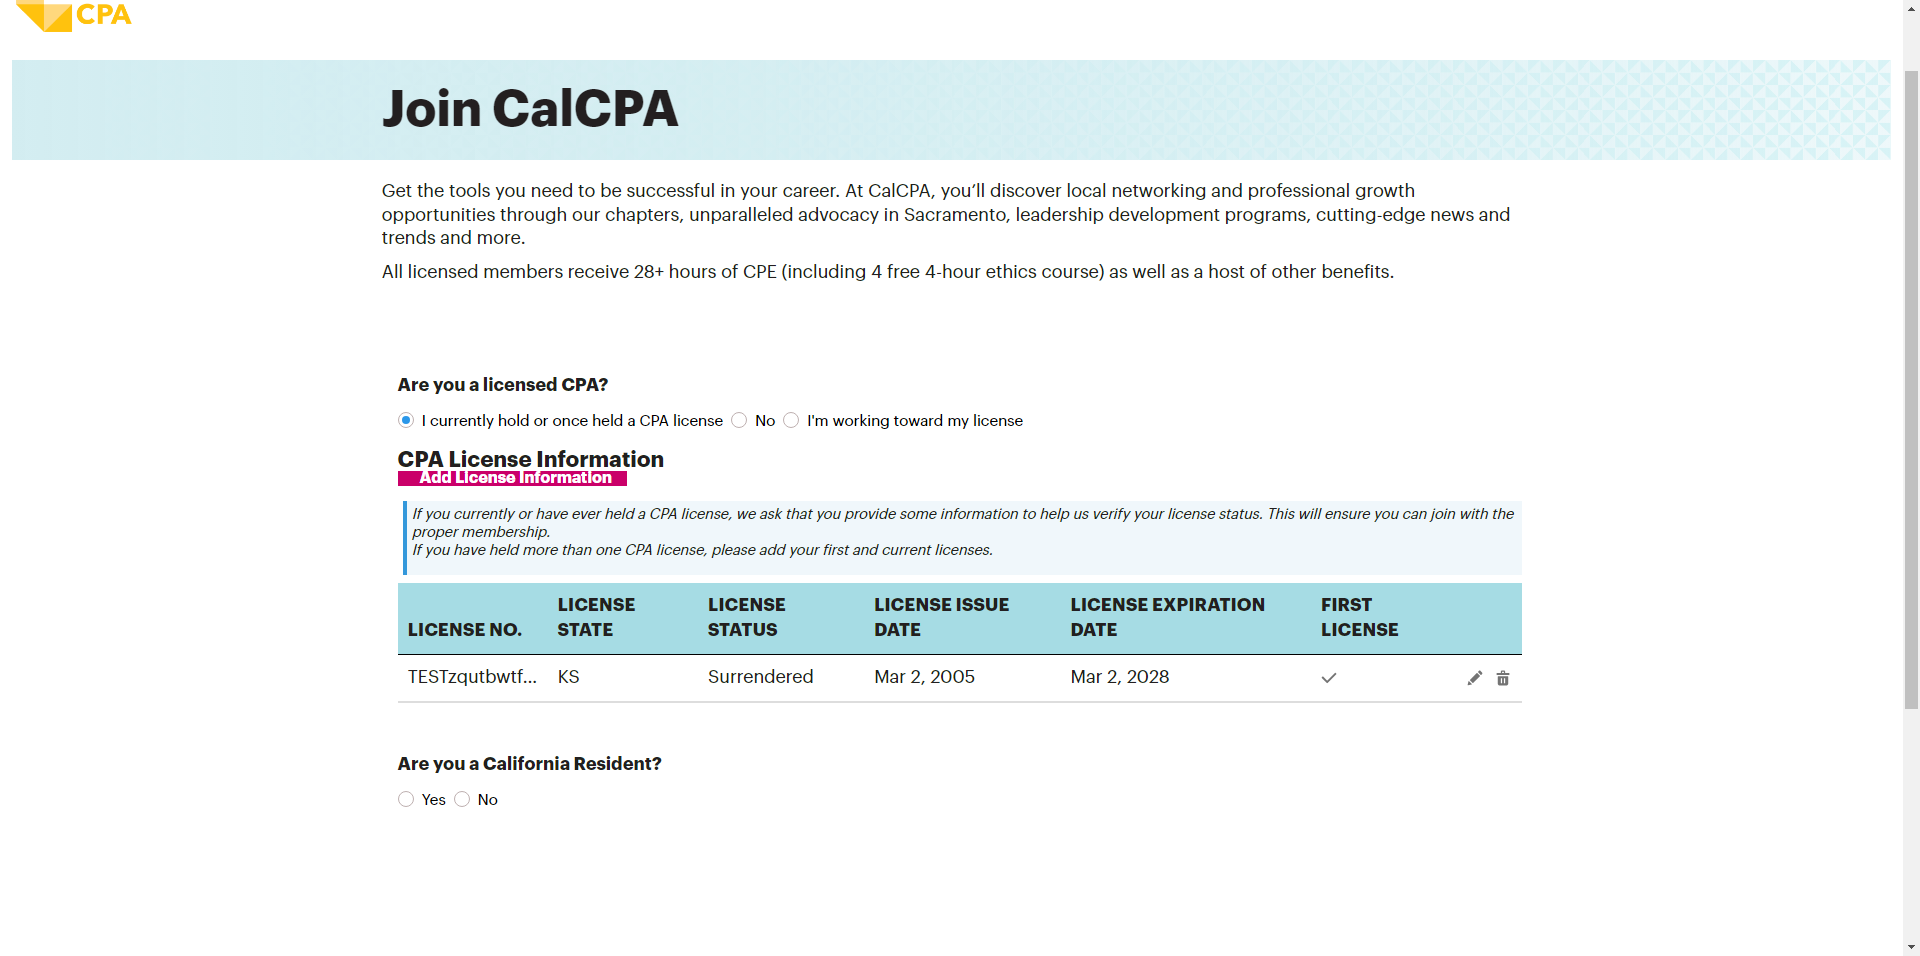 CPA
Join CalCPA
Get the tools you need to be successful in your career. At CalCPA, you’ll discover local networking and professional growth
opportunities through our chapters, unparalleled advocacy in Sacramento, leadership development programs, cutting-edge news and
trends and more.
All licensed members receive 28+ hours of CPE (including 4 free 4-hour ethics course) as well as a host of other benefits.
Are you a licensed CPA?
I currently hold or once held a CPA license No I'm working toward my license
CPA License Information
Add License Information
If you currently or have ever held a CPA license, we ask that you provide some information to help us verify your license status. This will ensure you can join with the
proper membership.
If you have held more than one CPA license, please add your first and current licenses.
LICENSE NO. LICENSE STATE LICENSE STATUS LICENSE ISSUE DATE LICENSE EXPIRATION DATE FIRST LICENSE
TESTzqutbwtf... KS Surrendered Mar 2, 2005 Mar 2, 2028
Are you a California Resident?
Yes No